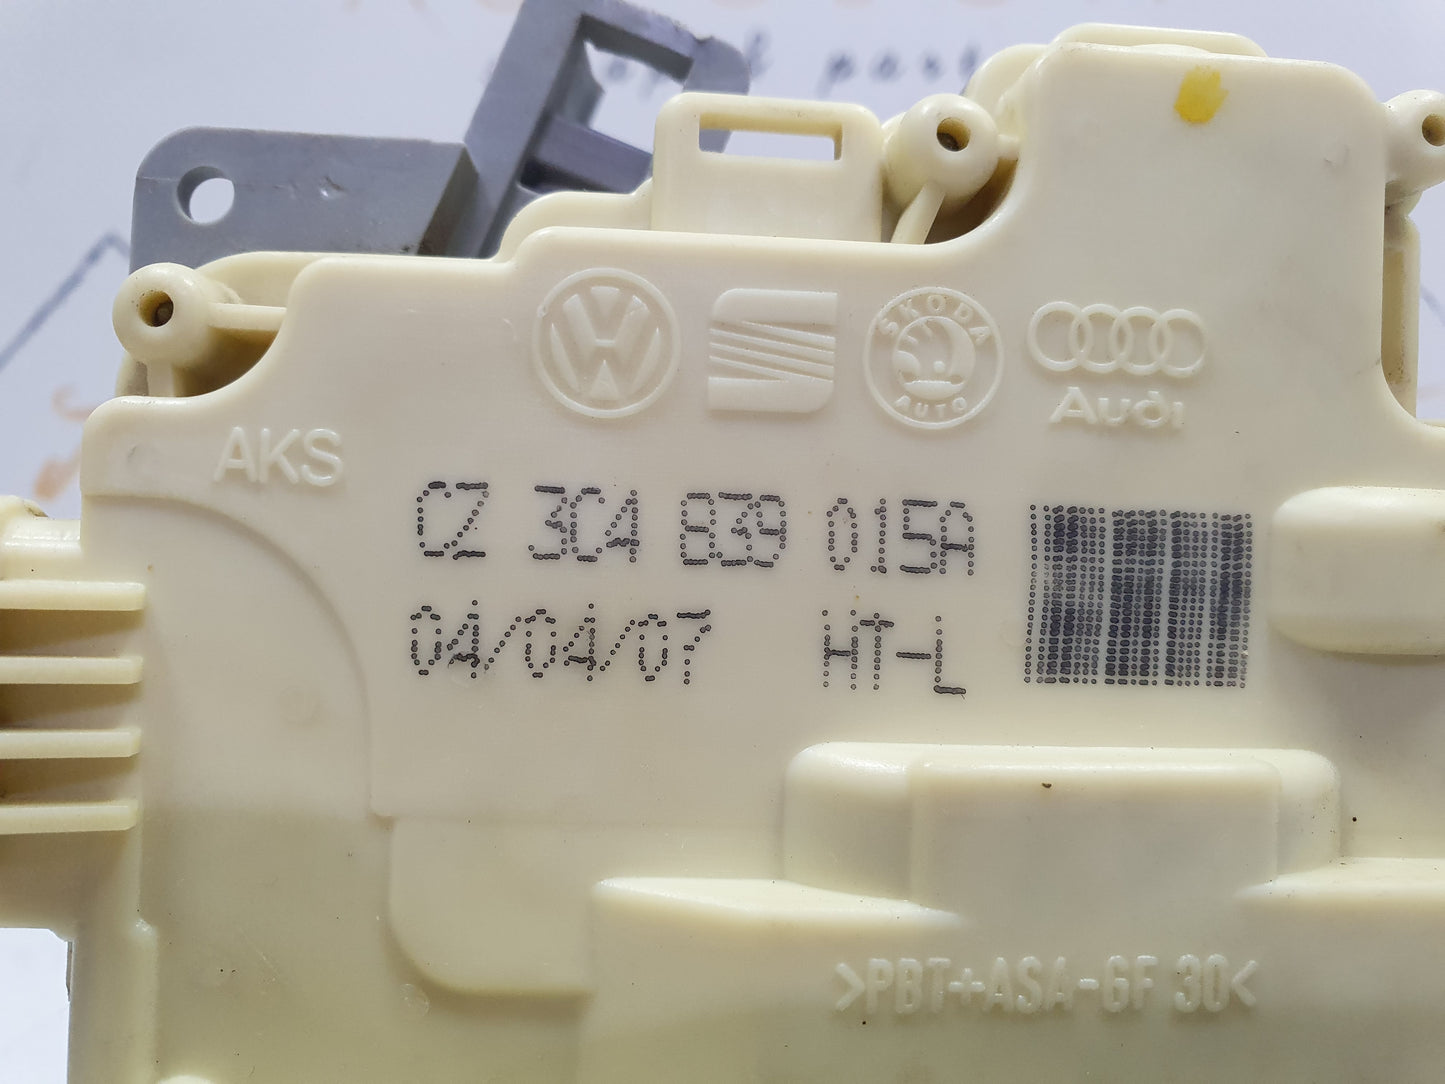 ŠKODA
AUTO
Audi
AKS
CZ 3C4 839 015A
04/04/07 HT-L
>PBT+ASA-GF 30<